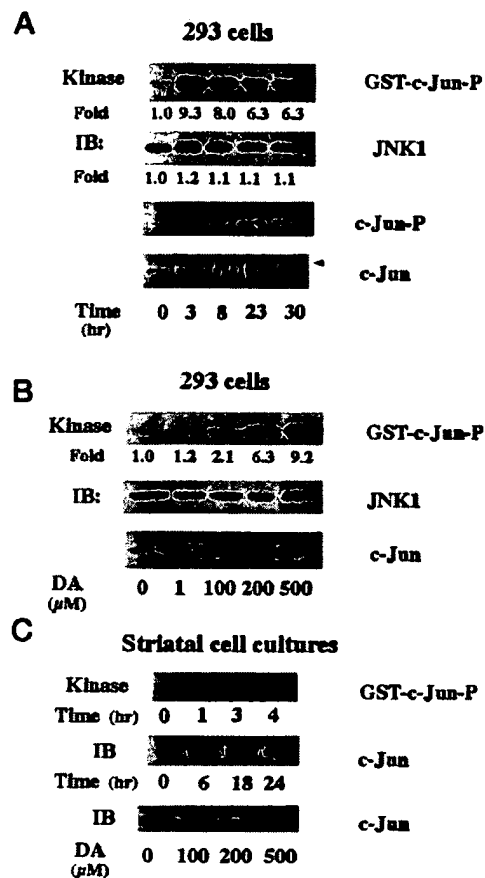 A
293 cells
Kinase GST-c-Jun-P
Fold 1.0 9.3 8.0 6.3 6.3
IB: JNK1
Fold 1.0 1.2 1.1 1.1 1.1
c-Jun-P
c-Jun
Time 0 3 8 23 30
(hr)
B
293 cells
Kinase GST-c-Jun-P
Fold 1.0 1.2 2.1 6.3 9.2
IB: JNK1
c-Jun
DA 0 1 100 200 500
(µM)
C
Striatal cell cultures
Kinase GST-c-Jun-P
Time (hr) 0 1 3 4
IB c-Jun
Time (hr) 0 6 18 24
IB c-Jun
DA 0 100 200 500
(µM)